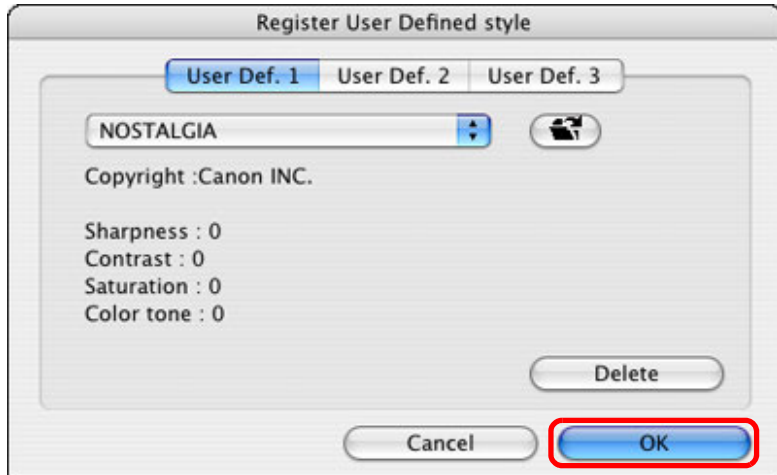 Register User Defined style
User Def. 1 User Def. 2 User Def. 3
NOSTALGIA
Copyright :Canon INC.
Sharpness : 0
Contrast : 0
Saturation : 0
Color tone : 0
Delete
Cancel OK